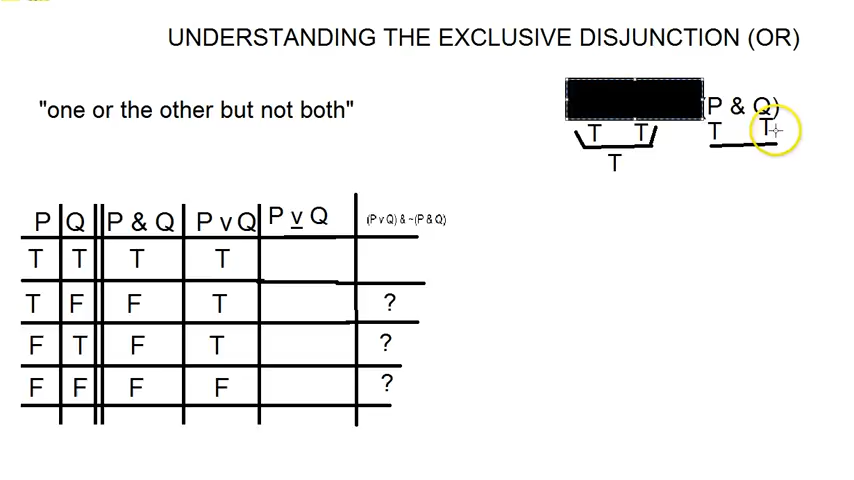 UNDERSTANDING THE EXCLUSIVE DISJUNCTION (OR)
"one or the other but not both"
(P & Q)
T T T T
T
P Q P & Q P v Q P v Q (P v Q) & ~(P & Q)
T T T T
T F F T ?
F T F T ?
F F F F ?